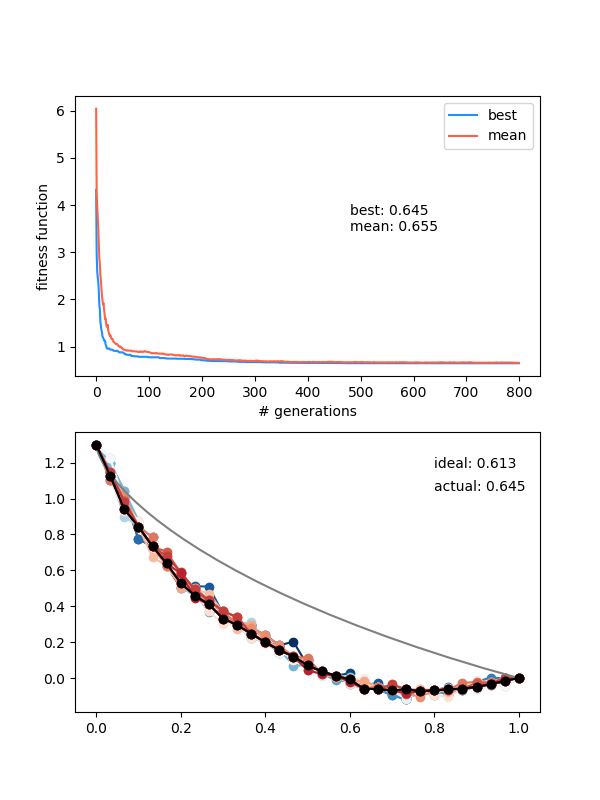 6
5
4
3
2
1
fitness function
best
mean
best: 0.645
mean: 0.655
0 100 200 300 400 500 600 700 800
# generations
1.2
1.0
0.8
0.6
0.4
0.2
0.0
ideal: 0.613
actual: 0.645
0.0 0.2 0.4 0.6 0.8 1.0